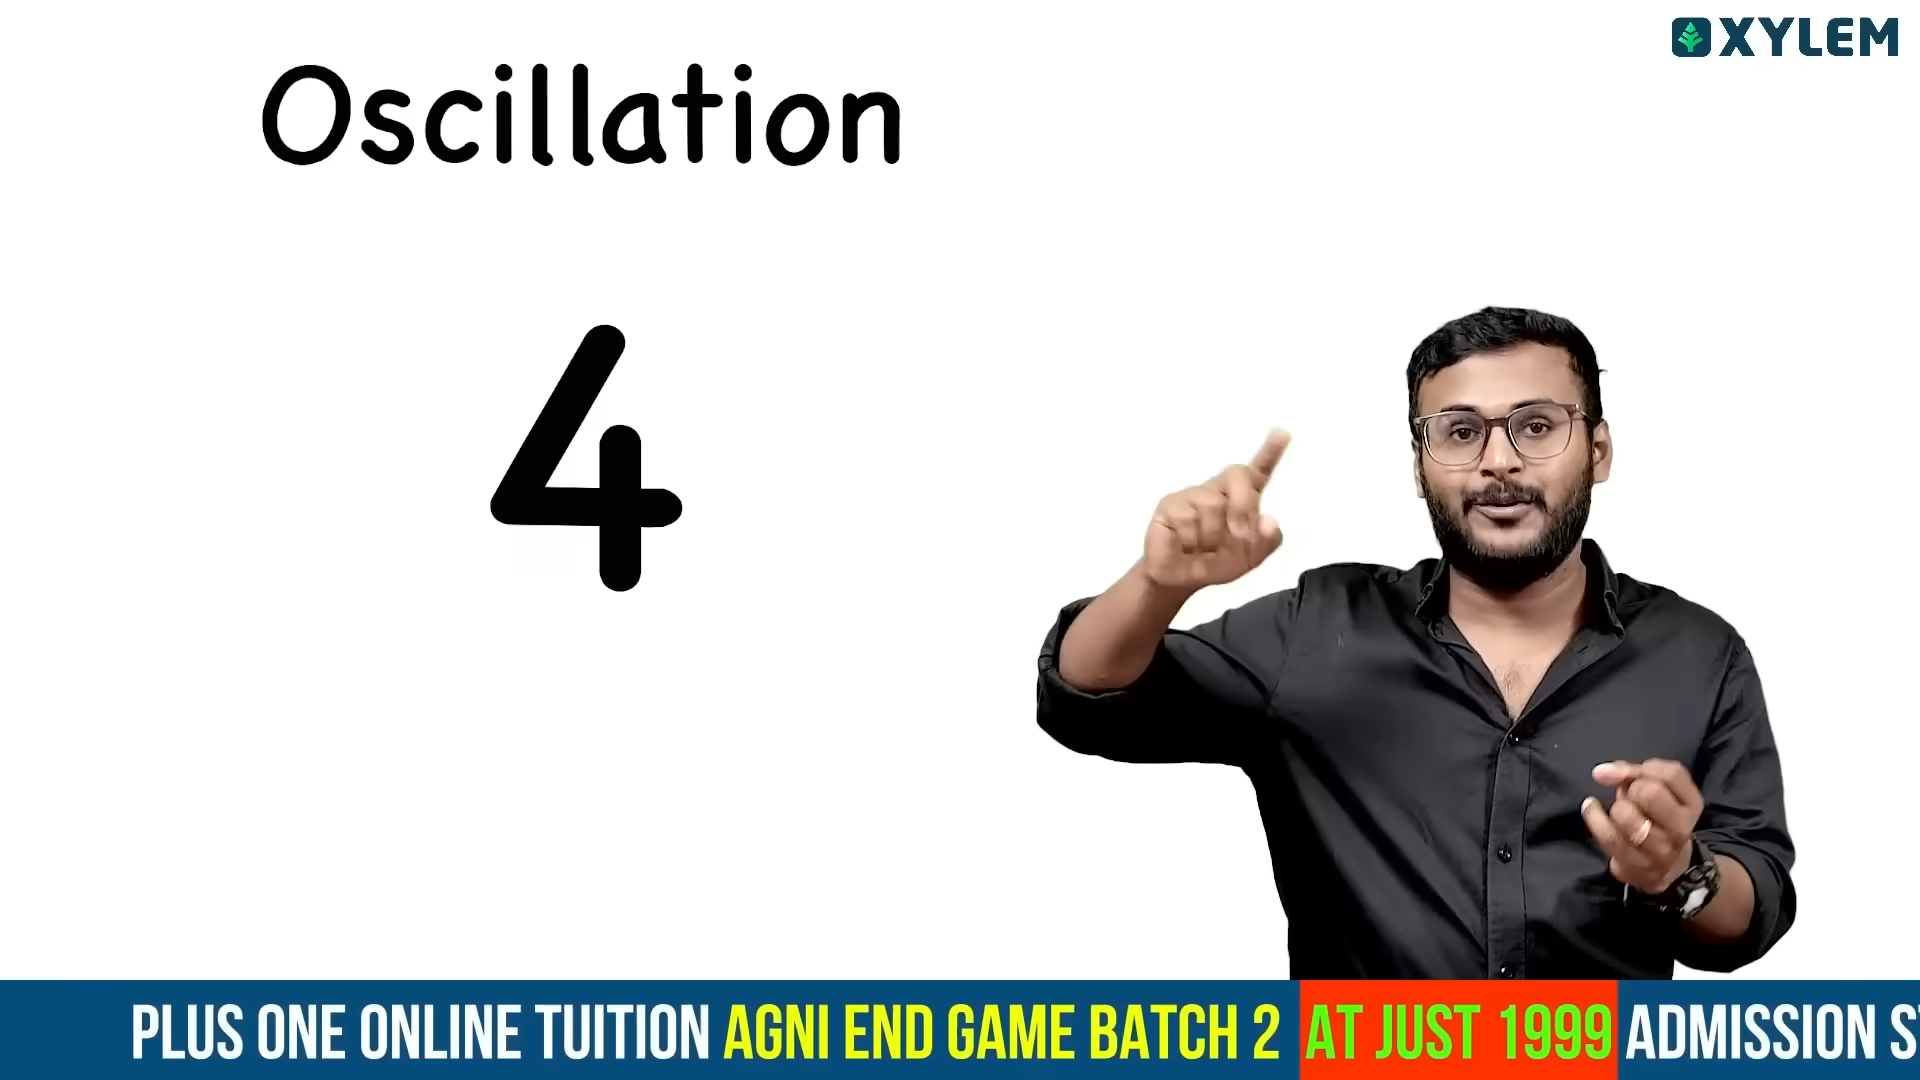 XYLEM
Oscillation
4
PLUS ONE ONLINE TUITION AGNI END GAME BATCH 2 AT JUST 1999 ADMISSION